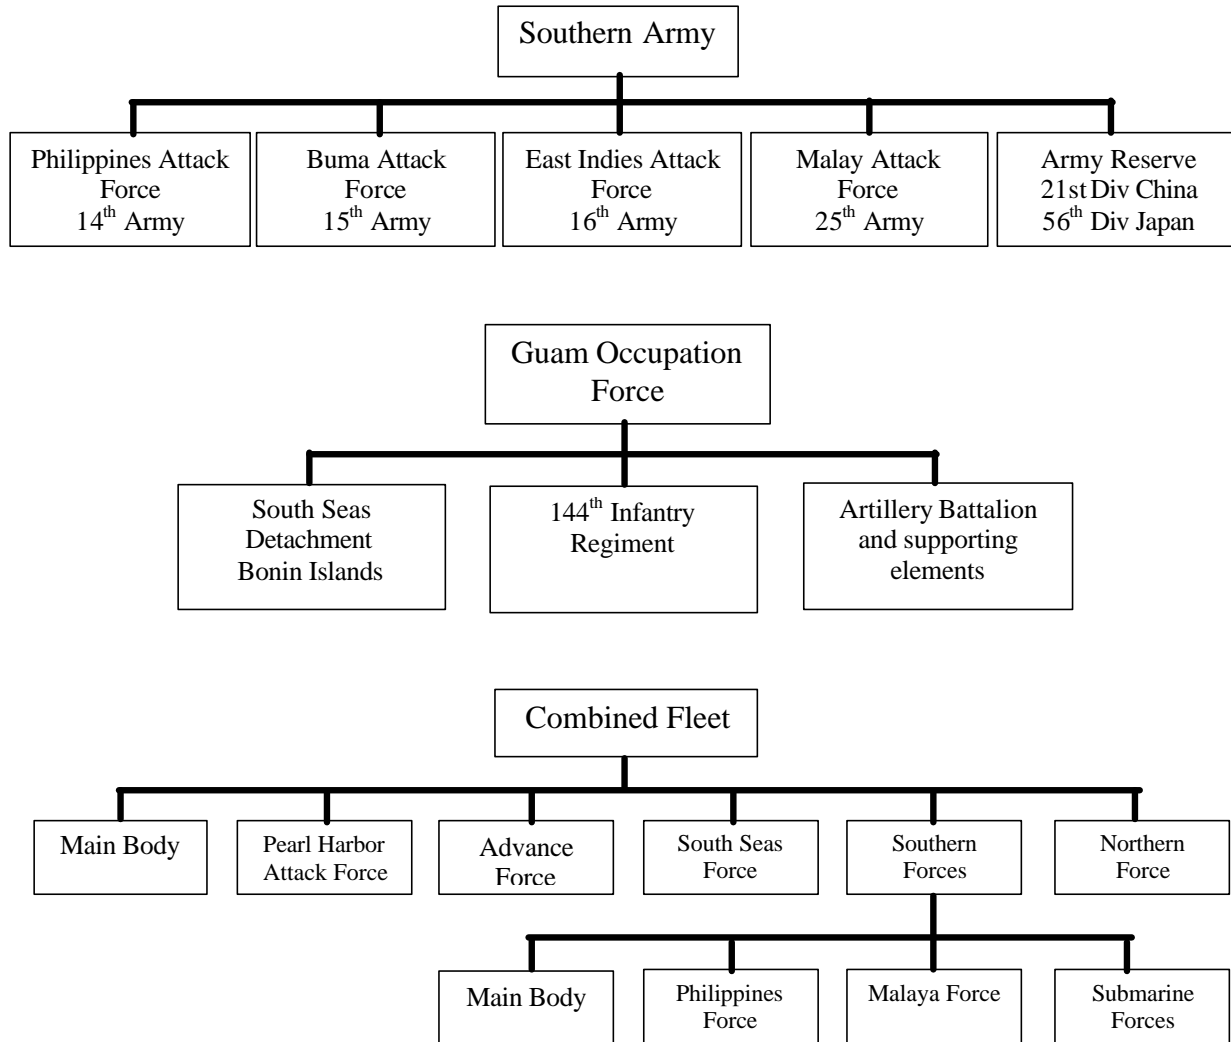 Southern Army
Philippines Attack
Force
14th Army
Buma Attack
Force
15th Army
East Indies Attack
Force
16th Army
Malay Attack
Force
25th Army
Army Reserve
21st Div China
56th Div Japan
Guam Occupation
Force
South Seas
Detachment
Bonin Islands
144th Infantry
Regiment
Artillery Battalion
and supporting
elements
Combined Fleet
Main Body
Pearl Harbor
Attack Force
Advance
Force
South Seas
Force
Southern
Forces
Northern
Force
Main Body
Philippines
Force
Malaya Force
Submarine
Forces